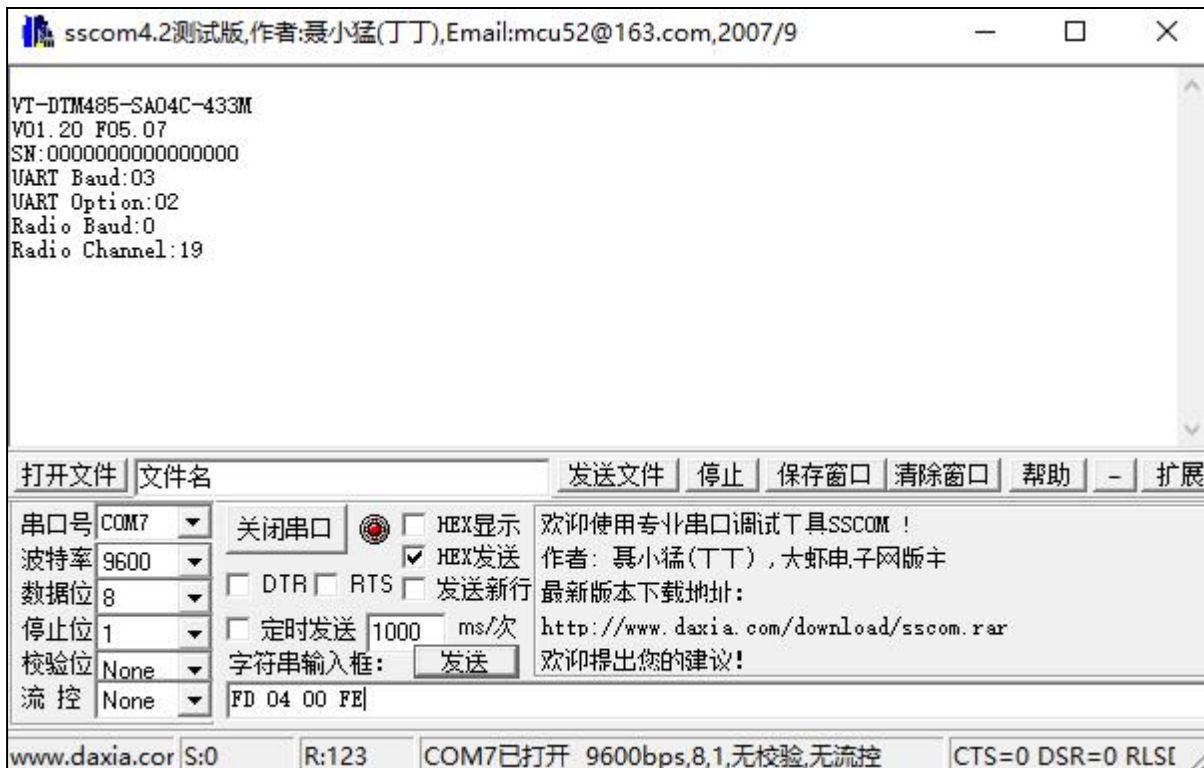 sscom4.2测试版,作者:聂小猛(丁丁),Email:mcu52@163.com,2007/9
VT-DTM485-SA04C-433M
V01.20 F05.07
SN:0000000000000000
UART Baud:03
UART Option:02
Radio Baud:0
Radio Channel:19
打开文件 文件名 发送文件 停止 保存窗口 清除窗口 帮助 - 扩展
串口号 COM7 关闭串口 HEX显示 欢迎使用专业串口调试工具SSCOM !
波特率 9600 HEX发送 作者: 聂小猛(丁丁) ,大虾电子网版主
数据位 8 DTR RTS 发送新行 最新版本下载地址:
停止位 1 定时发送 1000 ms/次 http://www.daxia.com/download/sscom.rar
校验位 None 字符串输入框: 发送 欢迎提出您的建议!
流 控 None FD 04 00 FE
www.daxia.cor S:0 R:123 COM7已打开 9600bps,8,1,无校验,无流控 CTS=0 DSR=0